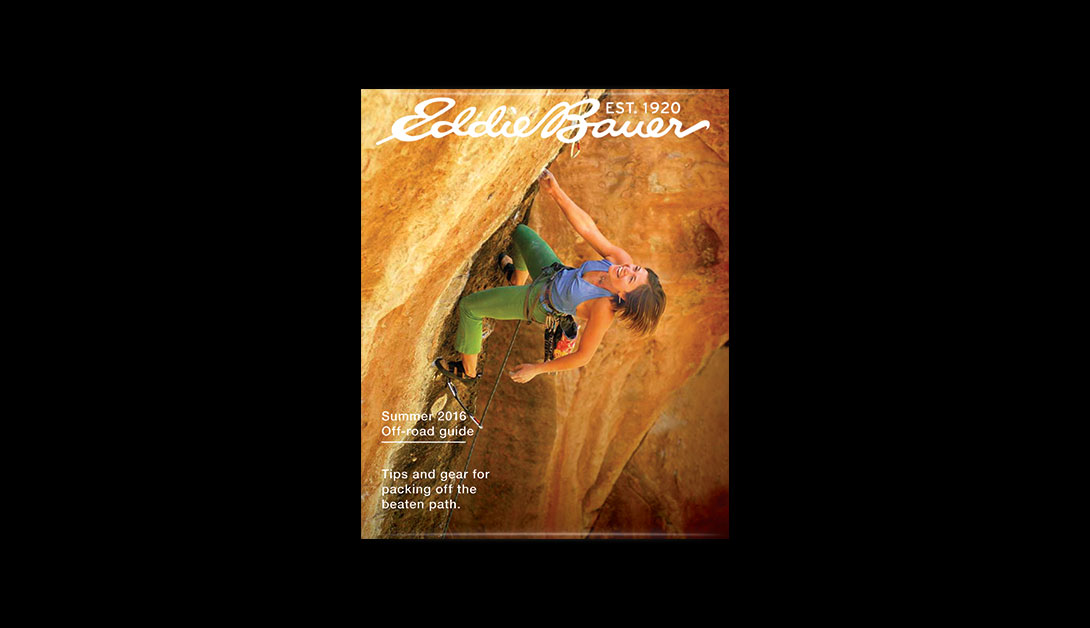 Eddie Bauer
EST. 1920
Summer 2016
Off-road guide
Tips and gear for
packing off the
beaten path.